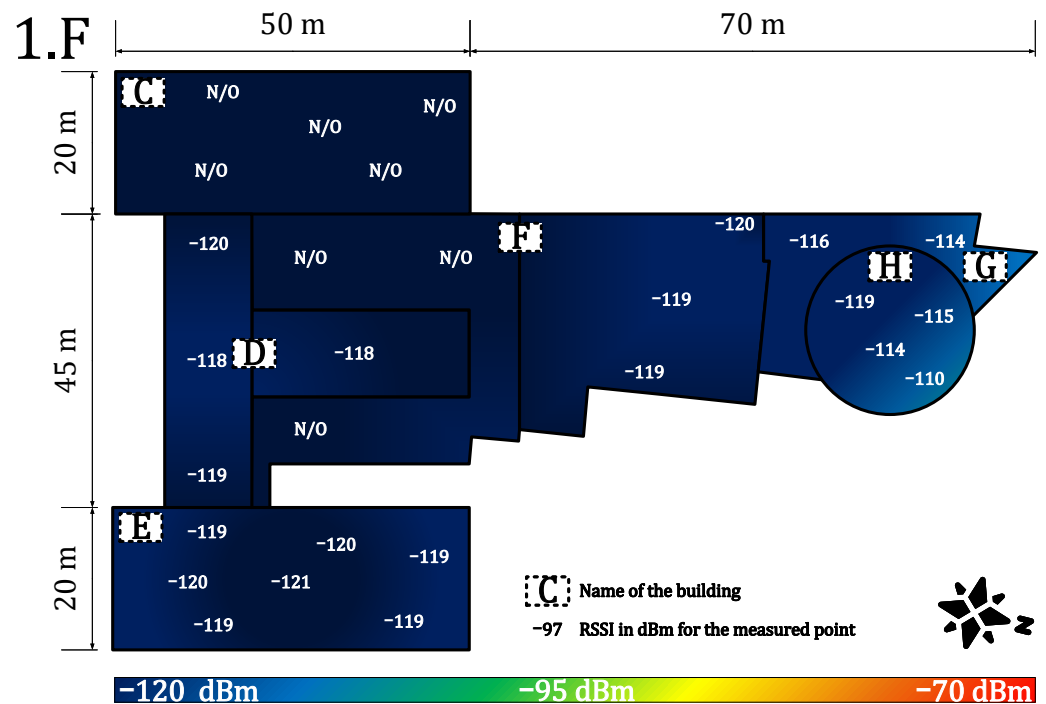 1.F
50 m
70 m
20 m
C
N/O
N/O
N/O
N/O
N/O
45 m
−120
N/O
N/O
F
−120
−116
−114
H
G
−119
−119
−115
−118
D
−118
−114
−119
−110
N/O
−119
20 m
E
−119
−120
−119
−120
−121
−119
−119
C Name of the building
−97 RSSI in dBm for the measured point
N
−120 dBm
−95 dBm
−70 dBm